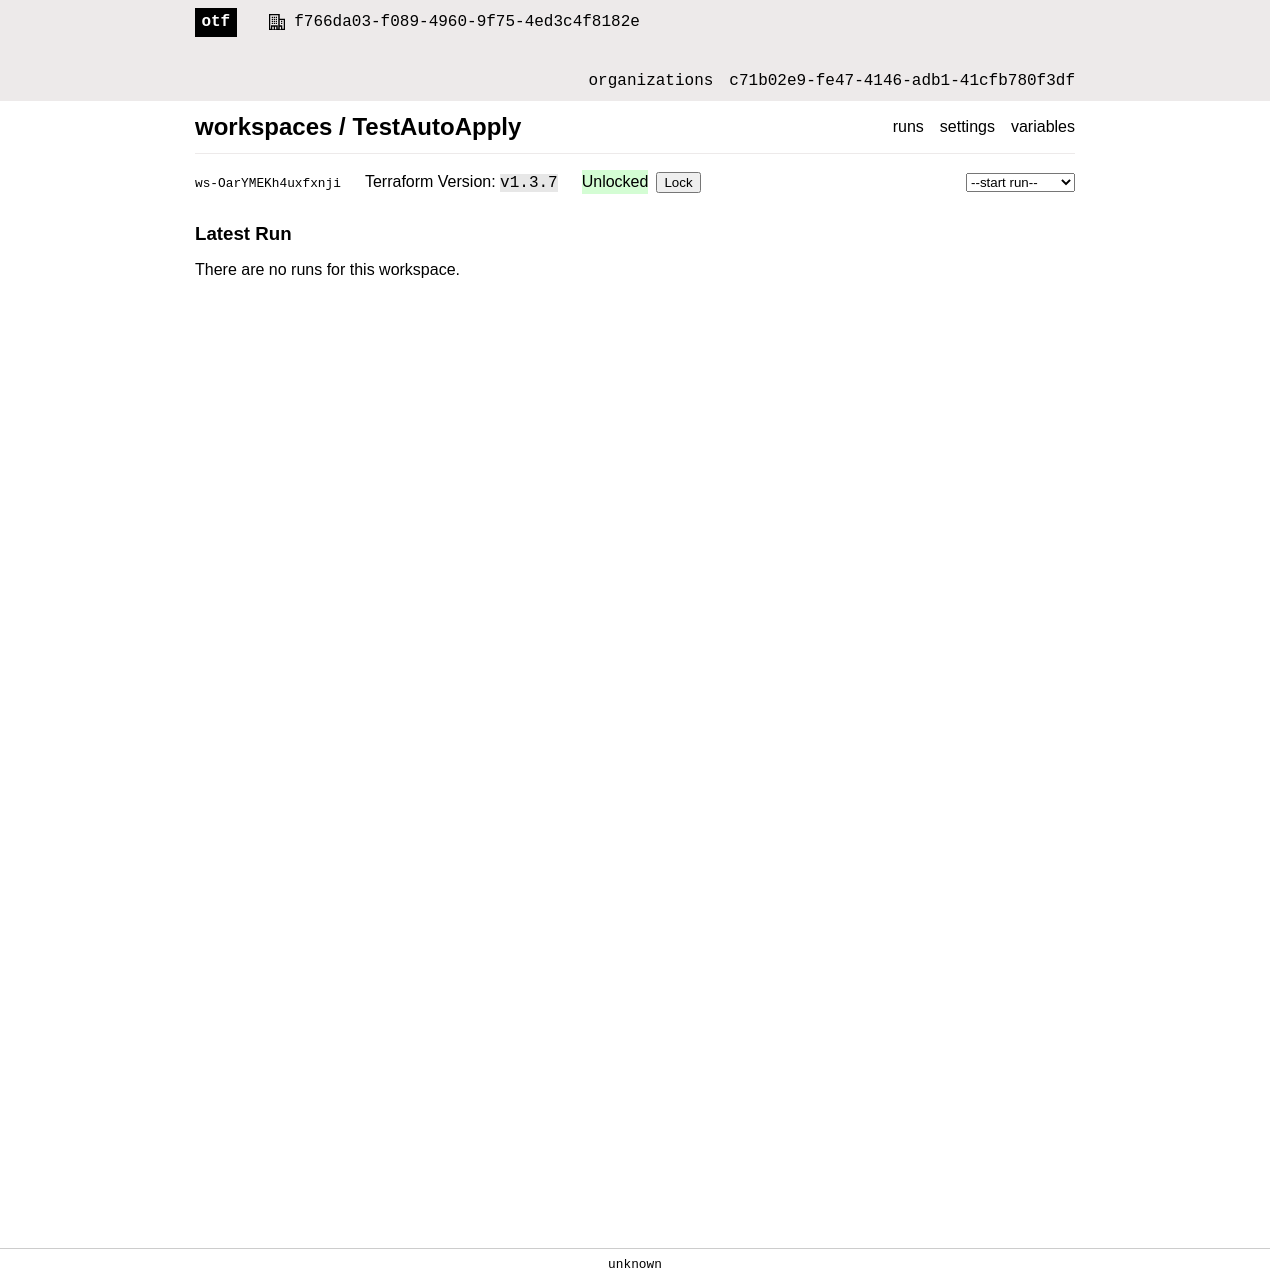 otf f766da03-f089-4960-9f75-4ed3c4f8182e
organizations c71b02e9-fe47-4146-adb1-41cfb780f3df
workspaces / TestAutoApply runs settings variables
ws-OarYMEKh4uxfxnji Terraform Version: v1.3.7 Unlocked Lock --start run--
Latest Run
There are no runs for this workspace.
unknown